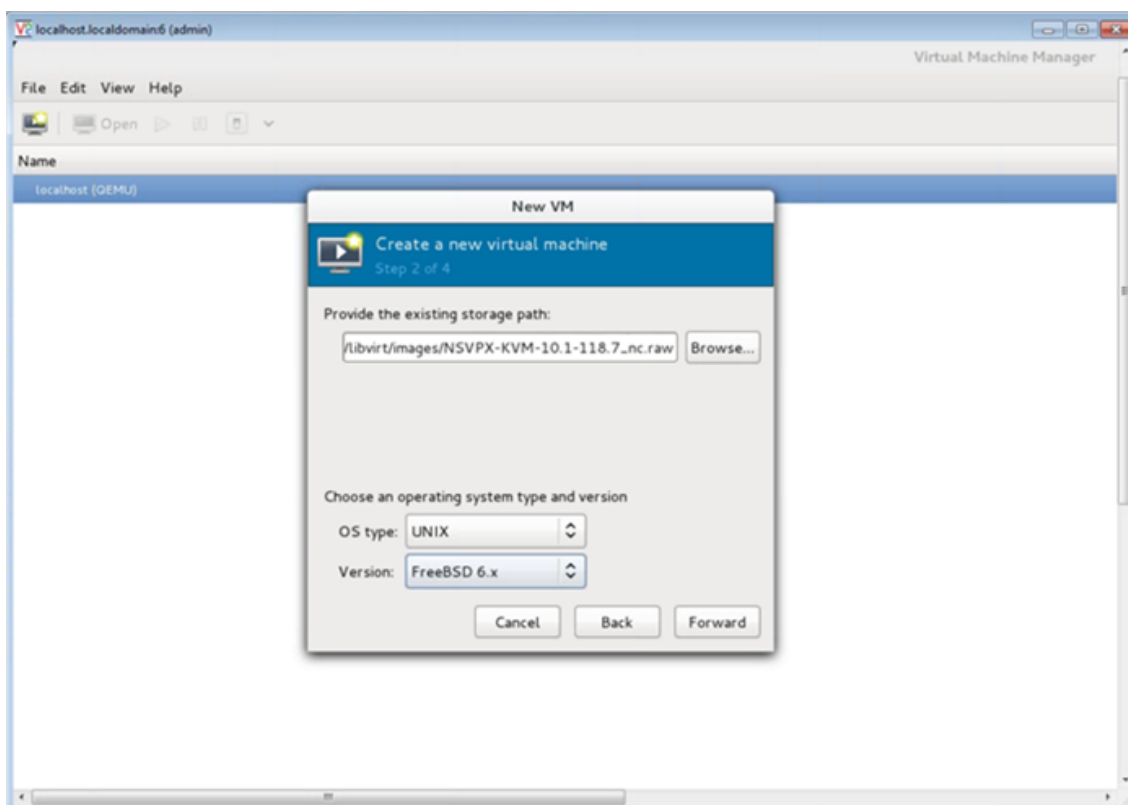 localhost.localdomain:6 (admin)
Virtual Machine Manager
File Edit View Help
Open
Name
localhost (QEMU)
New VM
Create a new virtual machine
Step 2 of 4
Provide the existing storage path:
/libvirt/images/NSVPX-KVM-10.1-118.7_nc.raw Browse...
Choose an operating system type and version
OS type: UNIX
Version: FreeBSD 6.x
Cancel Back Forward